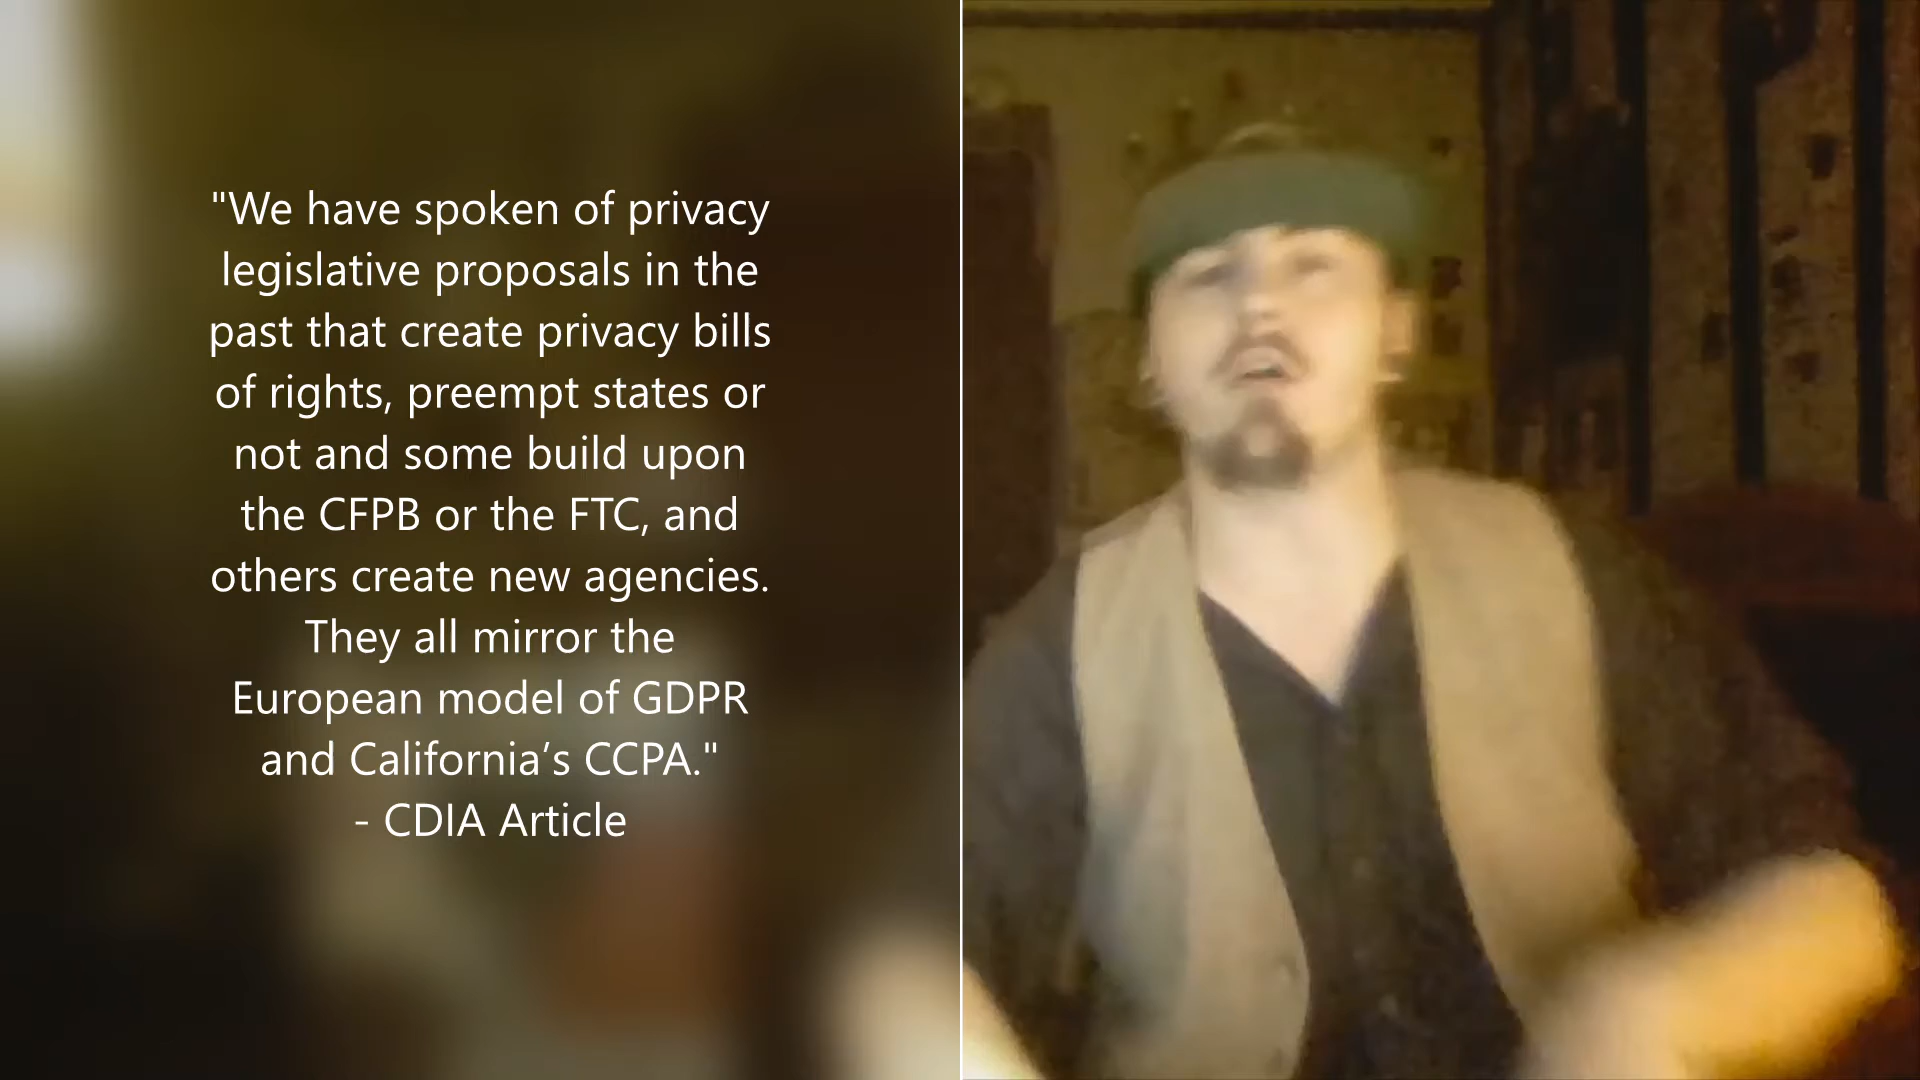 "We have spoken of privacy
legislative proposals in the
past that create privacy bills
of rights, preempt states or
not and some build upon
the CFPB or the FTC, and
others create new agencies.
They all mirror the
European model of GDPR
and California’s CCPA."
- CDIA Article